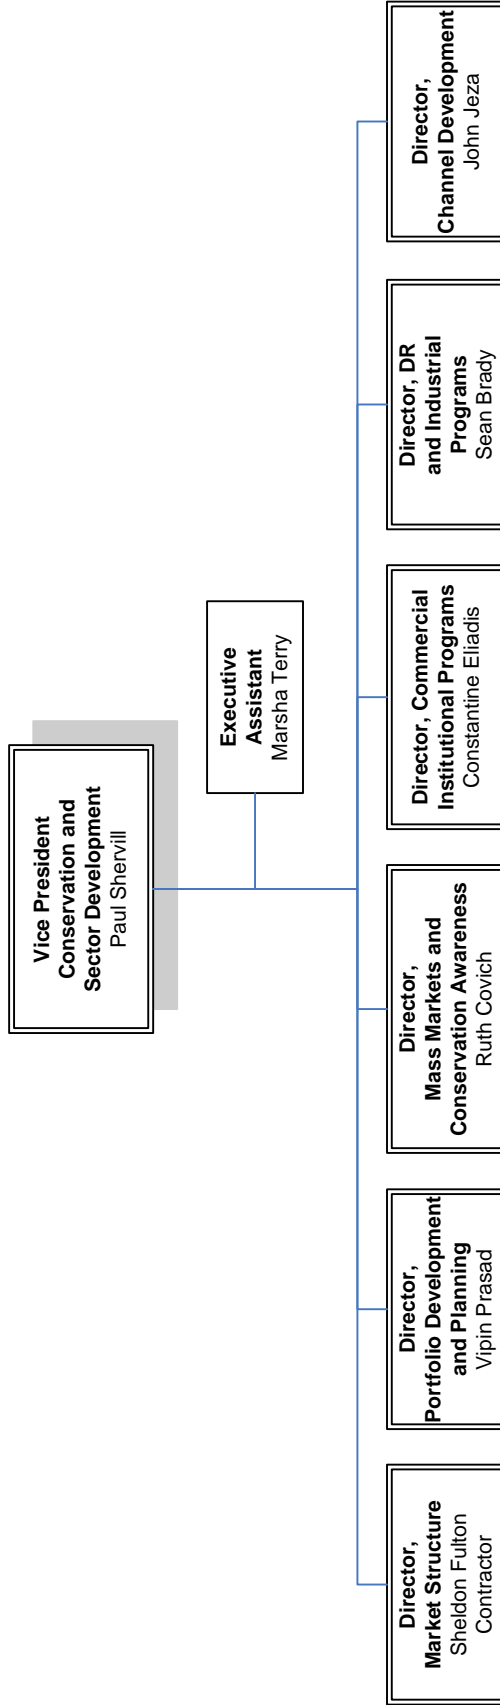 Vice President
Conservation and
Sector Development
Paul Shervill
Executive
Assistant
Marsha Terry
Director,
Market Structure
Sheldon Fulton
Contractor
Director,
Portfolio Development
and Planning
Vipin Prasad
Director,
Mass Markets and
Conservation Awareness
Ruth Covich
Director, Commercial
Institutional Programs
Constantine Eliadis
Director, DR
and Industrial
Programs
Sean Brady
Director,
Channel Development
John Jeza